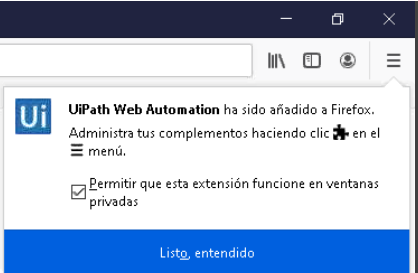 Ui
UiPath Web Automation ha sido añadido a Firefox.
Administra tus complementos haciendo clic en el
menú.
Permitir que esta extensión funcione en ventanas
privadas
Listo, entendido